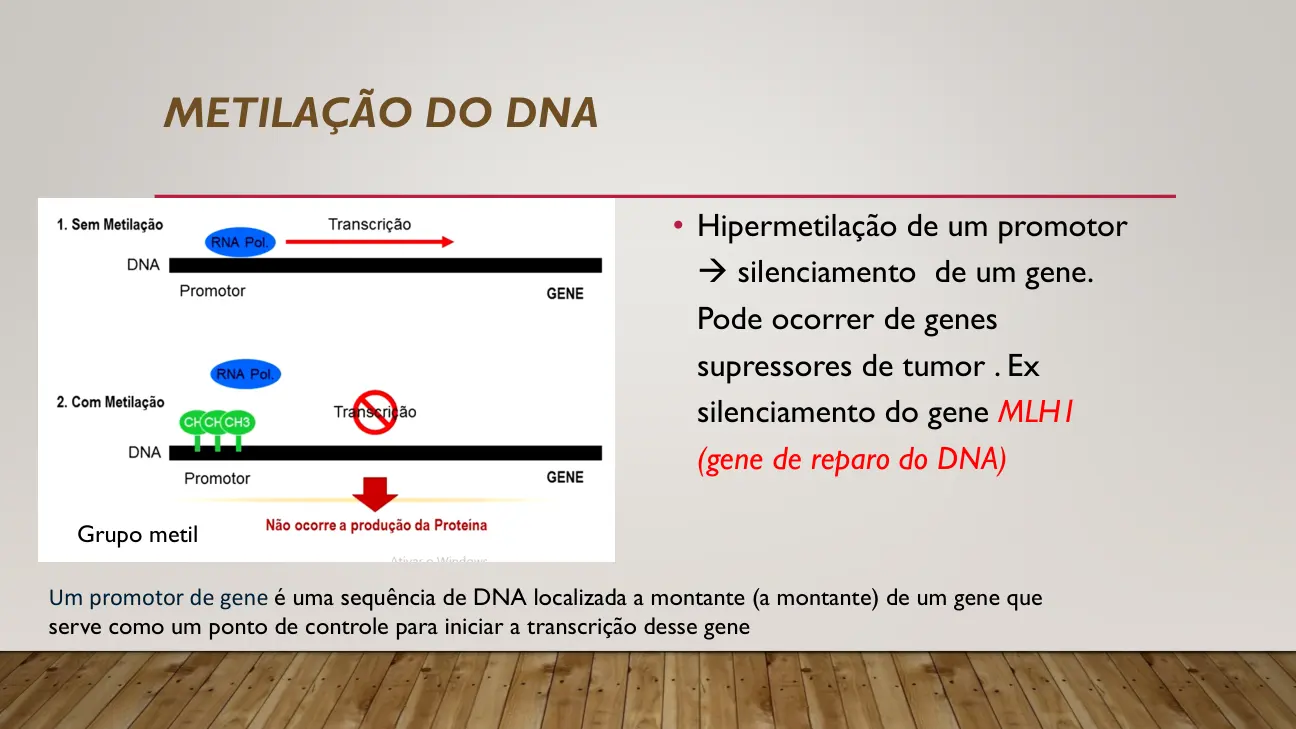 METILAÇÃO DO DNA
1. Sem Metilação
Transcrição
RNA Pol.
DNA
Promotor
GENE
RNA Pol.
2. Com Metilação
Transcrição
CH CH CH3
DNA
Promotor
GENE
Não ocorre a produção da Proteína
Grupo metil
Ativar o Windows
• Hipermetilação de um promotor
→ silenciamento de um gene.
Pode ocorrer de genes
supressores de tumor . Ex
silenciamento do gene MLH1
(gene de reparo do DNA)
Um promotor de gene é uma sequência de DNA localizada a montante (a montante) de um gene que
serve como um ponto de controle para iniciar a transcrição desse gene